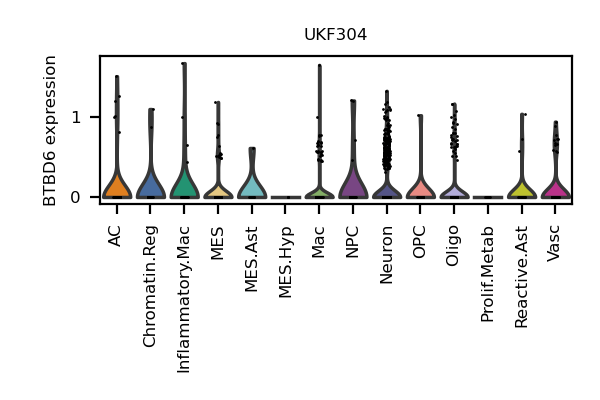 UKF304
BTBD6 expression
1
0
AC
Chromatin.Reg
Inflammatory.Mac
MES
MES.Ast
MES.Hyp
Mac
NPC
Neuron
OPC
Oligo
Prolif.Metab
Reactive.Ast
Vasc